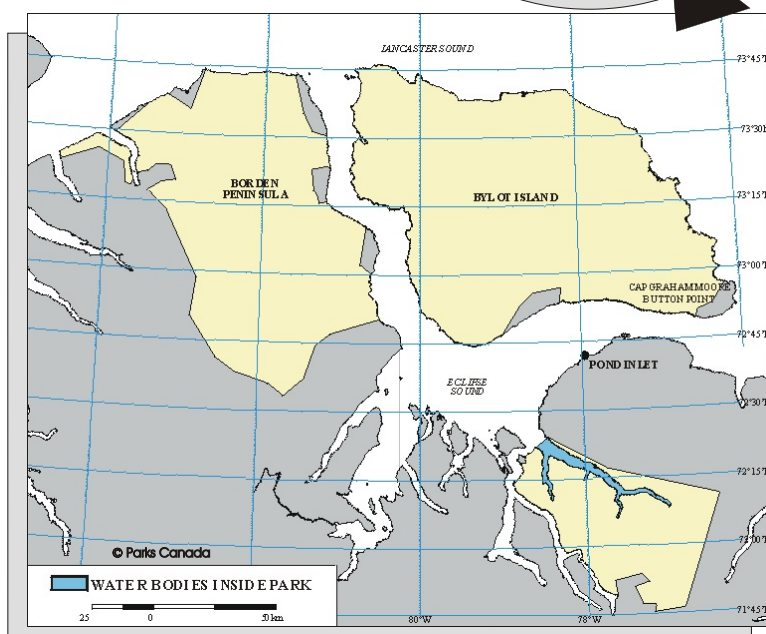 LANCASTER SOUND
73°45'
73°30'
BORDEN
PENINSULA
BYLOT ISLAND
73°15'
73°00'
CAP GRAHAM MOORE
BUTTON POINT
72°45'
POND INLET
ECLIPSE
SOUND
72°30'
72°15'
72°00'
© Parks Canada
WATER BODIES INSIDE PARK
25 0 50 km
80°W
78°W
71°45'